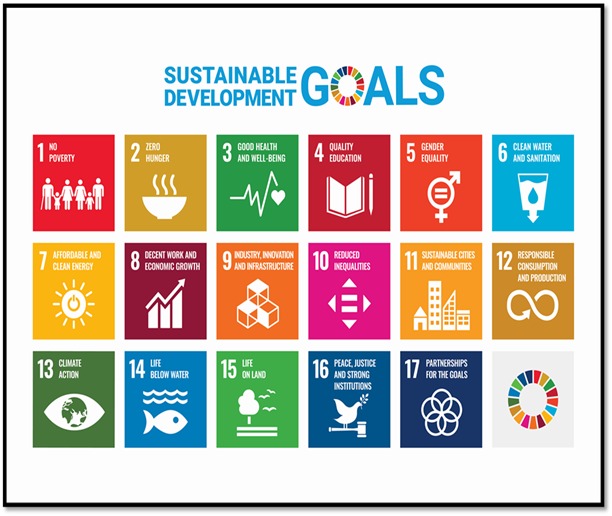 SUSTAINABLE
DEVELOPMENT
GOALS
1 NO
POVERTY
2 ZERO
HUNGER
3 GOOD HEALTH
AND WELL-BEING
4 QUALITY
EDUCATION
5 GENDER
EQUALITY
6 CLEAN WATER
AND SANITATION
7 AFFORDABLE AND
CLEAN ENERGY
8 DECENT WORK AND
ECONOMIC GROWTH
9 INDUSTRY, INNOVATION
AND INFRASTRUCTURE
10 REDUCED
INEQUALITIES
11 SUSTAINABLE CITIES
AND COMMUNITIES
12 RESPONSIBLE
CONSUMPTION
AND PRODUCTION
13 CLIMATE
ACTION
14 LIFE
BELOW WATER
15 LIFE
ON LAND
16 PEACE, JUSTICE
AND STRONG
INSTITUTIONS
17 PARTNERSHIPS
FOR THE GOALS